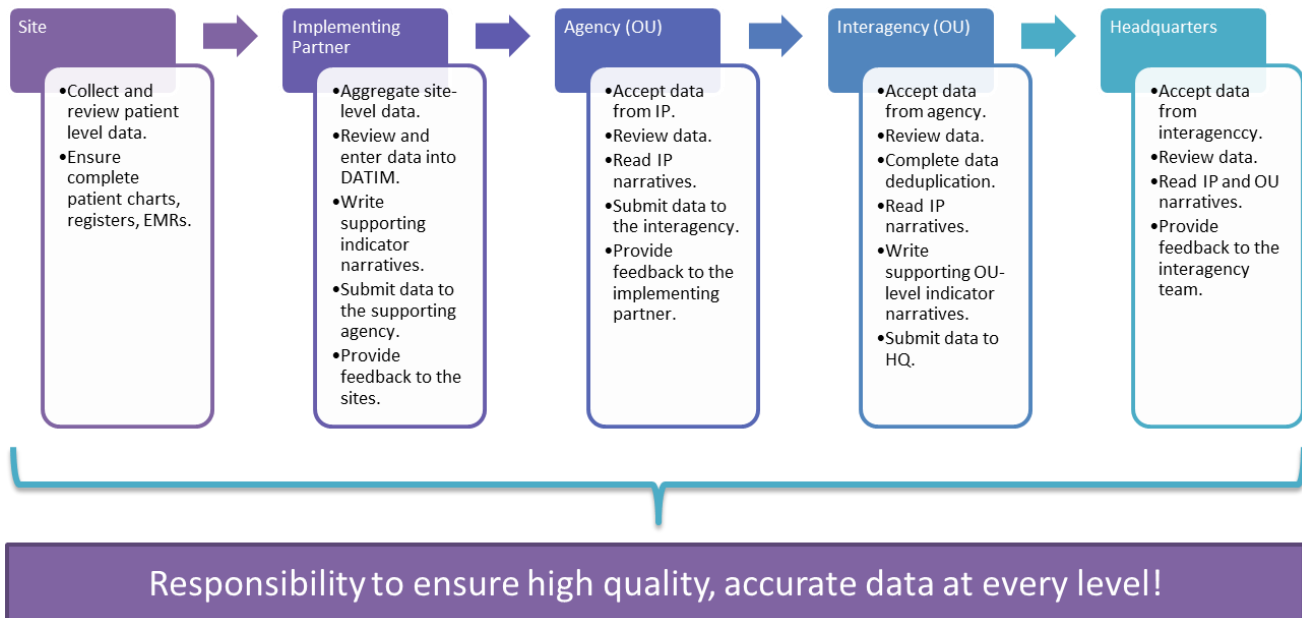 Site
•Collect and
review patient
level data.
•Ensure
complete
patient charts,
registers, EMRs.
Implementing
Partner
•Aggregate site-
level data.
•Review and
enter data into
DATIM.
•Write
supporting
indicator
narratives.
•Submit data to
the supporting
agency.
•Provide
feedback to the
sites.
Agency (OU)
•Accept data
from IP.
•Review data.
•Read IP
narratives.
•Submit data to
the interagency.
•Provide
feedback to the
implementing
partner.
Interagency (OU)
•Accept data
from agency.
•Review data.
•Complete data
deduplication.
•Read IP
narratives.
•Write
supporting OU-
level indicator
narratives.
•Submit data to
HQ.
Headquarters
•Accept data
from
interagenccy.
•Review data.
•Read IP and OU
narratives.
•Provide
feedback to the
interagency
team.
Responsibility to ensure high quality, accurate data at every level!